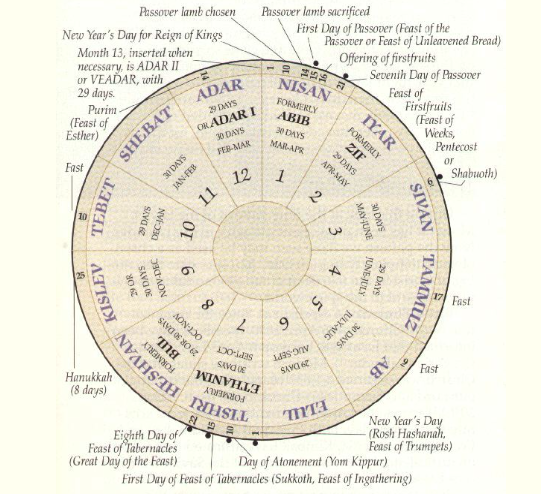 Passover lamb chosen
Passover lamb sacrificed
First Day of Passover (Feast of the
Passover or Feast of Unleavened Bread)
New Year's Day for Reign of Kings
Offering of firstfruits
Month 13, inserted when
necessary, is ADAR II
or VEADAR, with
29 days.
Seventh Day of Passover
Feast of
Firstfruits
(Feast of
Weeks,
Pentecost
or
Shabuoth)
Purim
(Feast of
Esther)
Fast
1
10
14
15
16
21
NISAN
FORMERLY
ABIB
30 DAYS
MAR-APR
1
IYAR
FORMERLY
ZIF
29 DAYS
APR-MAY
2
6
SIVAN
30 DAYS
MAY-JUNE
3
17
TAMMUZ
29 DAYS
JUNE-JULY
4
Fast
9
AB
30 DAYS
JULY-AUG
5
Fast
ELUL
29 DAYS
AUG-SEPT
6
1
10
15
22
TISHRI
FORMERLY
ETHANIM
30 DAYS
SEPT-OCT
7
HESHVAN
FORMERLY
BUL
29 OR 30 DAYS
OCT-NOV
8
25
KISLEV
29 OR
30 DAYS
NOV-DEC
9
10
TEBET
29 DAYS
DEC-JAN
10
SHEBAT
30 DAYS
JAN-FEB
11
14
ADAR
29 DAYS
OR ADAR I
30 DAYS
FEB-MAR
12
Hanukkah
(8 days)
New Year's Day
(Rosh Hashanah,
Feast of Trumpets)
Eighth Day of
Feast of Tabernacles
(Great Day of the Feast)
Day of Atonement (Yom Kippur)
First Day of Feast of Tabernacles (Sukkoth, Feast of Ingathering)